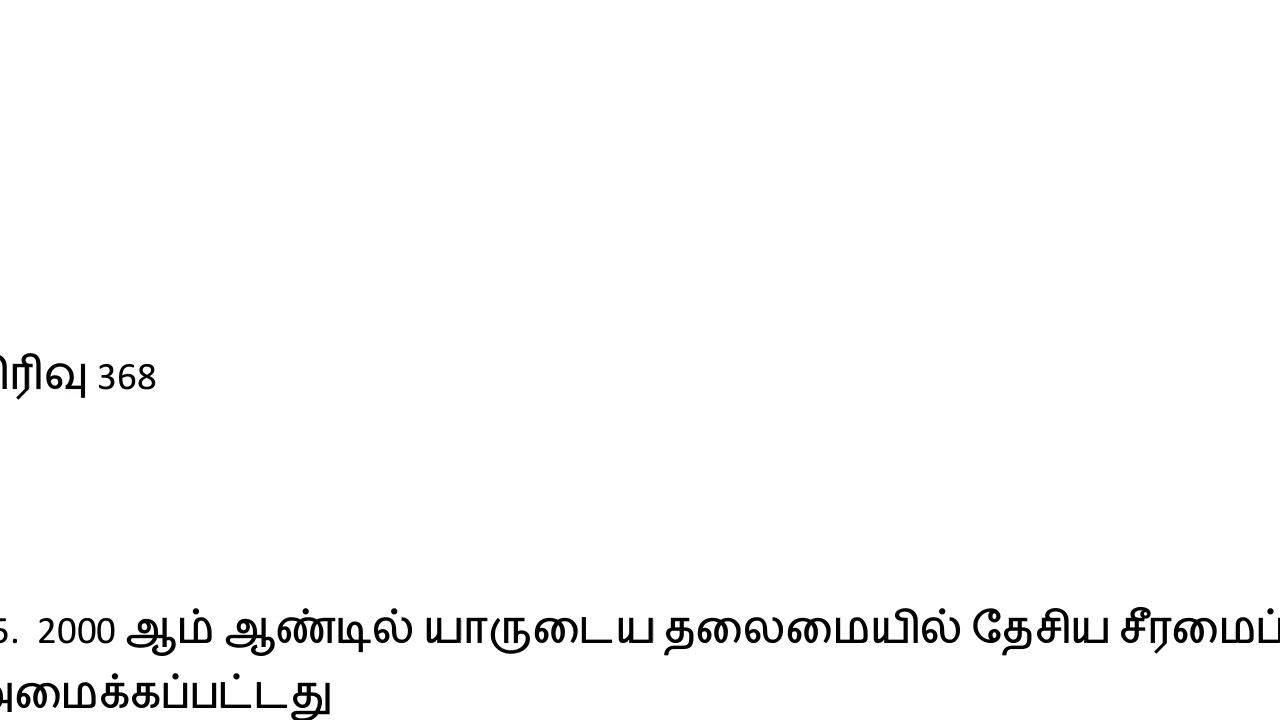 பிரிவு 368
5. 2000 ஆம் ஆண்டில் யாருடைய தலைமையில் தேசிய சீரமைப்
அமைக்கப்பட்டது